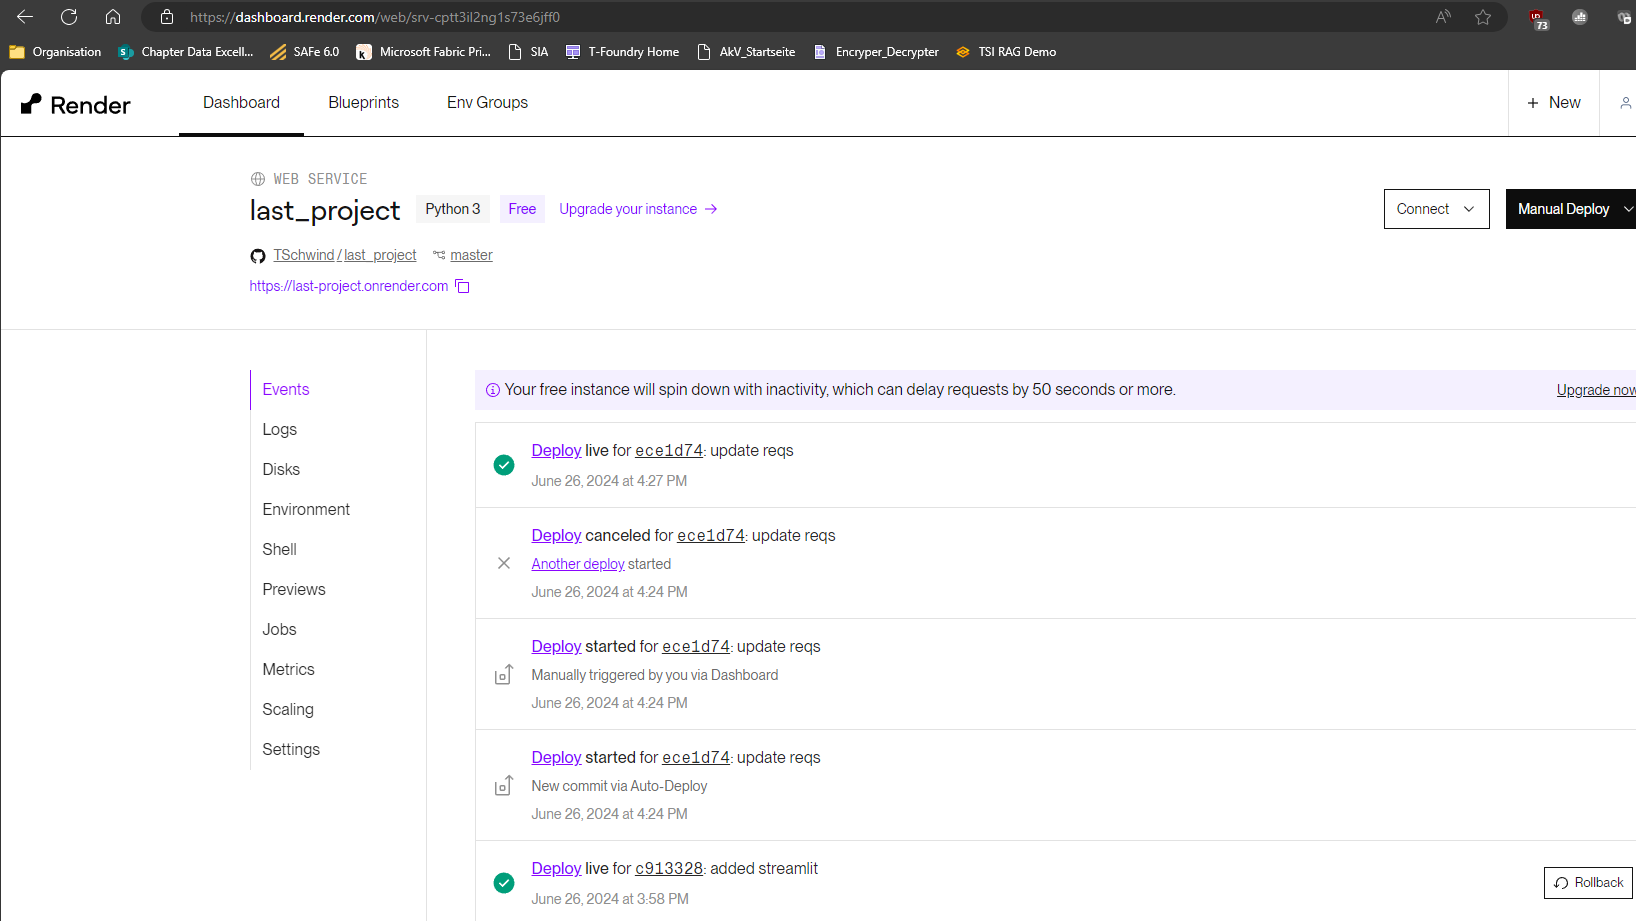 https://dashboard.render.com/web/srv-cptt3il2ng1s73e6jff0
73
Organisation
Chapter Data Excell...
SAFe 6.0
Microsoft Fabric Pri...
SIA
T-Foundry Home
AkV_Startseite
Encryper_Decrypter
TSI RAG Demo
Render
Dashboard
Blueprints
Env Groups
+ New
WEB SERVICE
last_project Python 3 Free Upgrade your instance →
Connect
Manual Deploy
TSchwind/last_project master
https://last-project.onrender.com
Events
Logs
Disks
Environment
Shell
Previews
Jobs
Metrics
Scaling
Settings
Your free instance will spin down with inactivity, which can delay requests by 50 seconds or more.
Upgrade now
Deploy live for ece1d74: update reqs
June 26, 2024 at 4:27 PM
Deploy canceled for ece1d74: update reqs
Another deploy started
June 26, 2024 at 4:24 PM
Deploy started for ece1d74: update reqs
Manually triggered by you via Dashboard
June 26, 2024 at 4:24 PM
Deploy started for ece1d74: update reqs
New commit via Auto-Deploy
June 26, 2024 at 4:24 PM
Deploy live for c913328: added streamlit
June 26, 2024 at 3:58 PM
Rollback